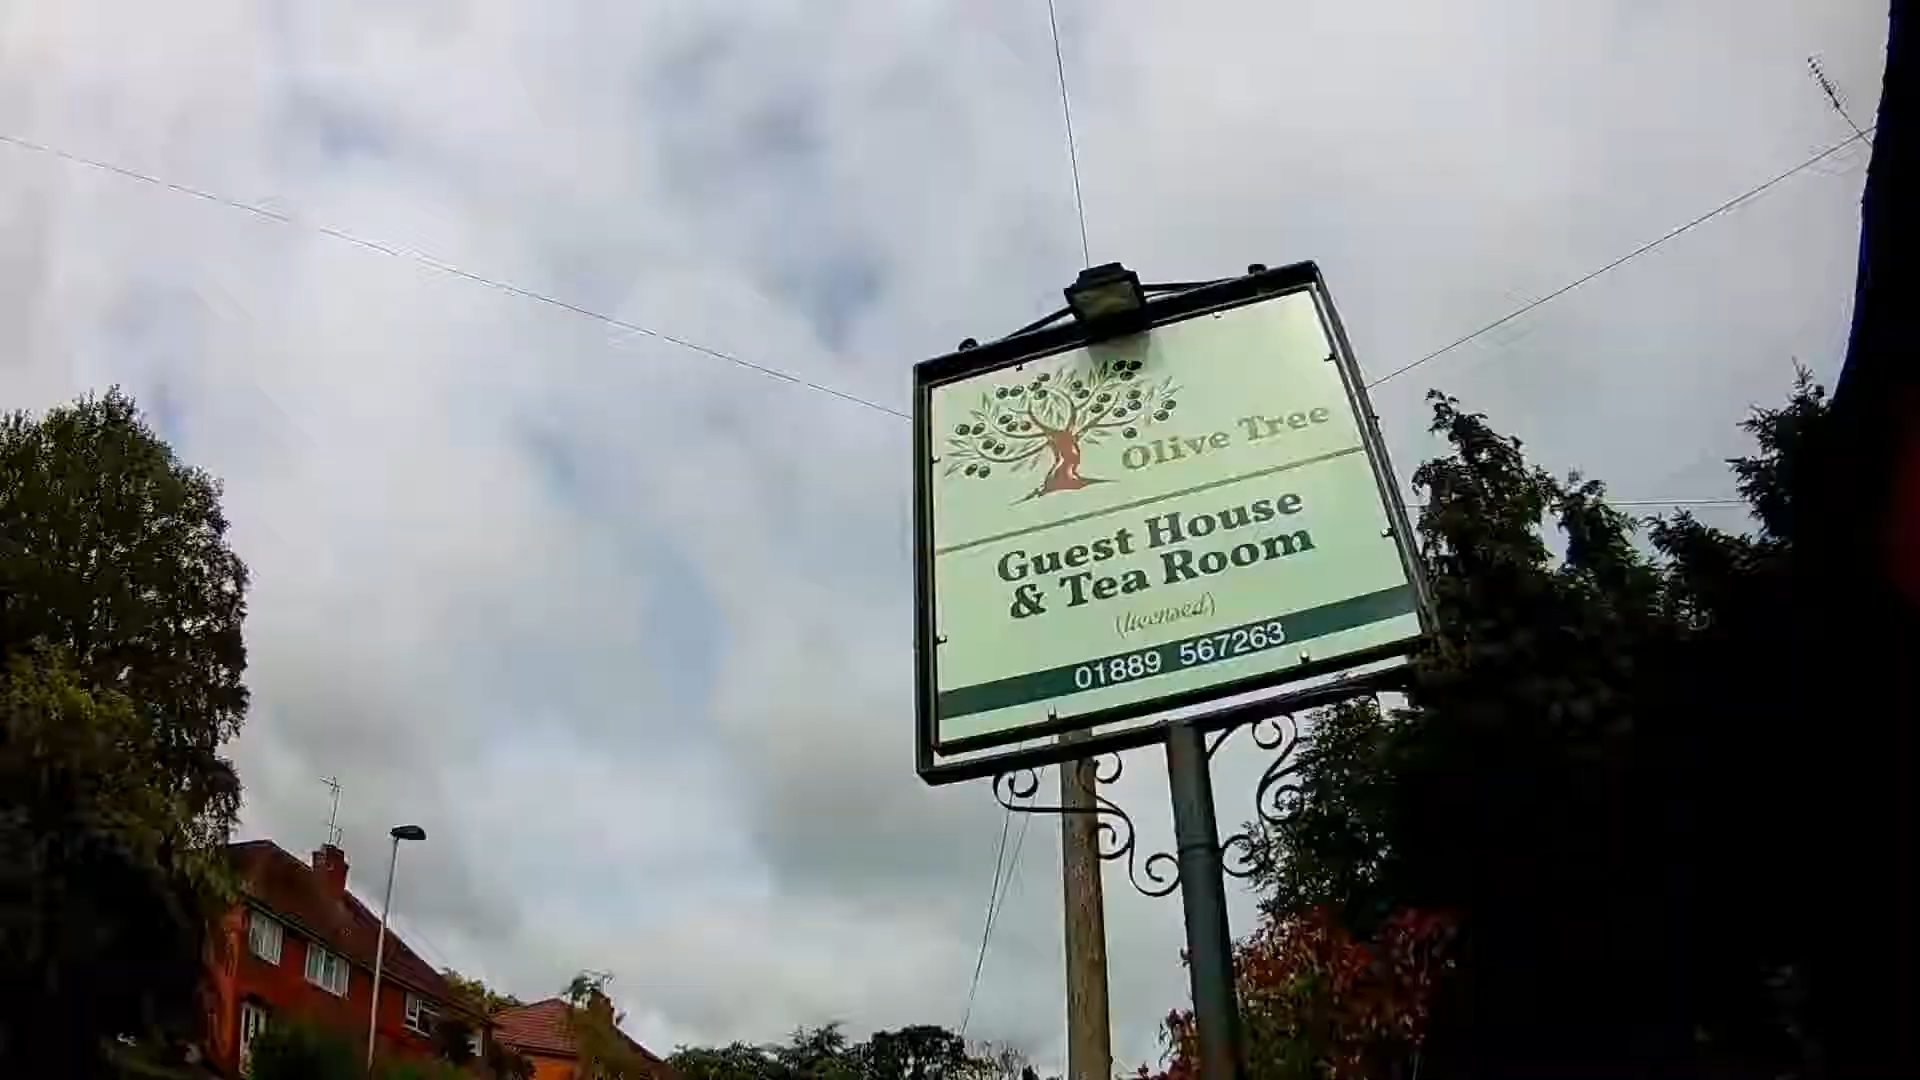 Olive Tree
Guest House
& Tea Room
(licensed)
01889 567263